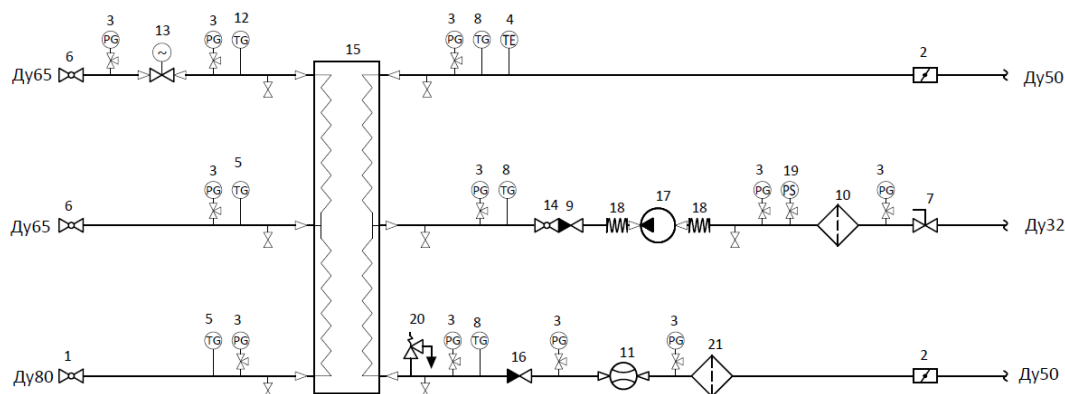 3 13 3 12 3 8 4
PG ~ PG TG 15 PG TG TE 2
6
Ду65 Ду50
3 5 3 8 3 19 3
PG TG PG TG PG PS PG
6 14 9 18 17 18 10 7
Ду65 Ду32
5 3 20 3 8 3 3
TG PG PG TG PG PG
1 16 11 21 2
Ду80 Ду50